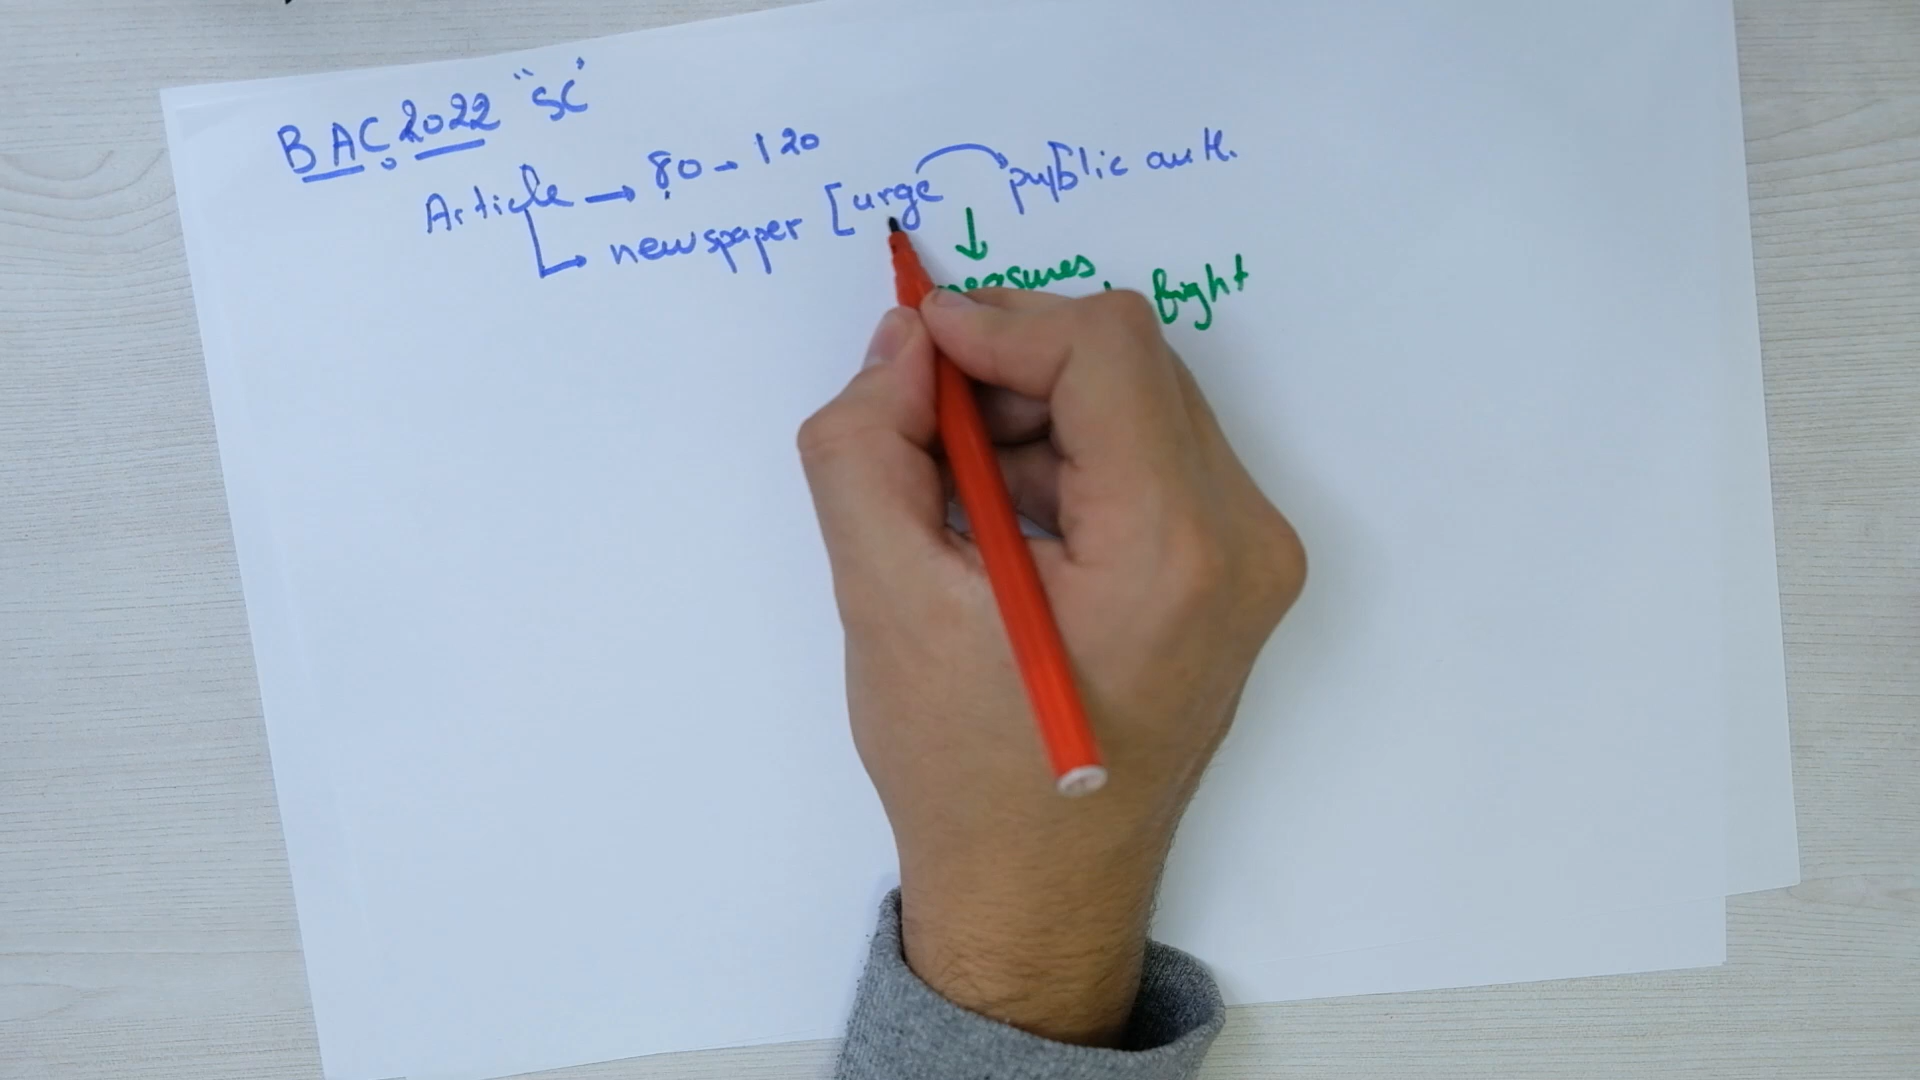 BAC 2022 "SC"
Article → 80 → 120
↳ newspaper [urge public auth.
↓
measures
fight